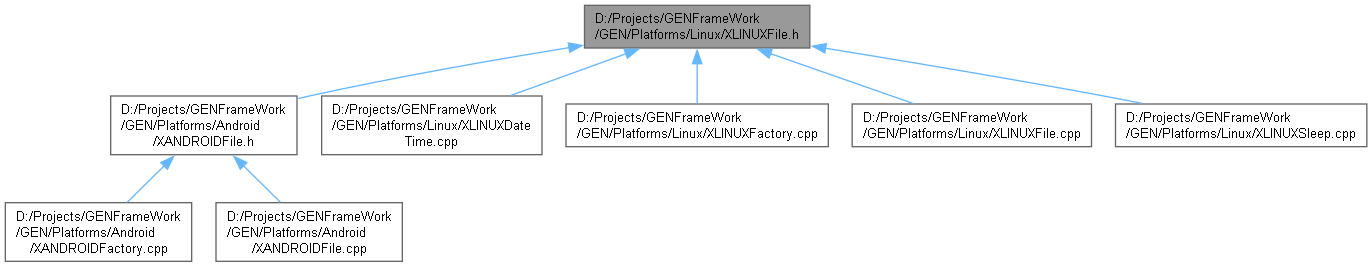 D:/Projects/GENFrameWork
/GEN/Platforms/Linux/XLINUXFile.h
D:/Projects/GENFrameWork
/GEN/Platforms/Android
/XANDROIDFile.h
D:/Projects/GENFrameWork
/GEN/Platforms/Linux/XLINUXDate
Time.cpp
D:/Projects/GENFrameWork
/GEN/Platforms/Linux/XLINUXFactory.cpp
D:/Projects/GENFrameWork
/GEN/Platforms/Linux/XLINUXFile.cpp
D:/Projects/GENFrameWork
/GEN/Platforms/Linux/XLINUXSleep.cpp
D:/Projects/GENFrameWork
/GEN/Platforms/Android
/XANDROIDFactory.cpp
D:/Projects/GENFrameWork
/GEN/Platforms/Android
/XANDROIDFile.cpp